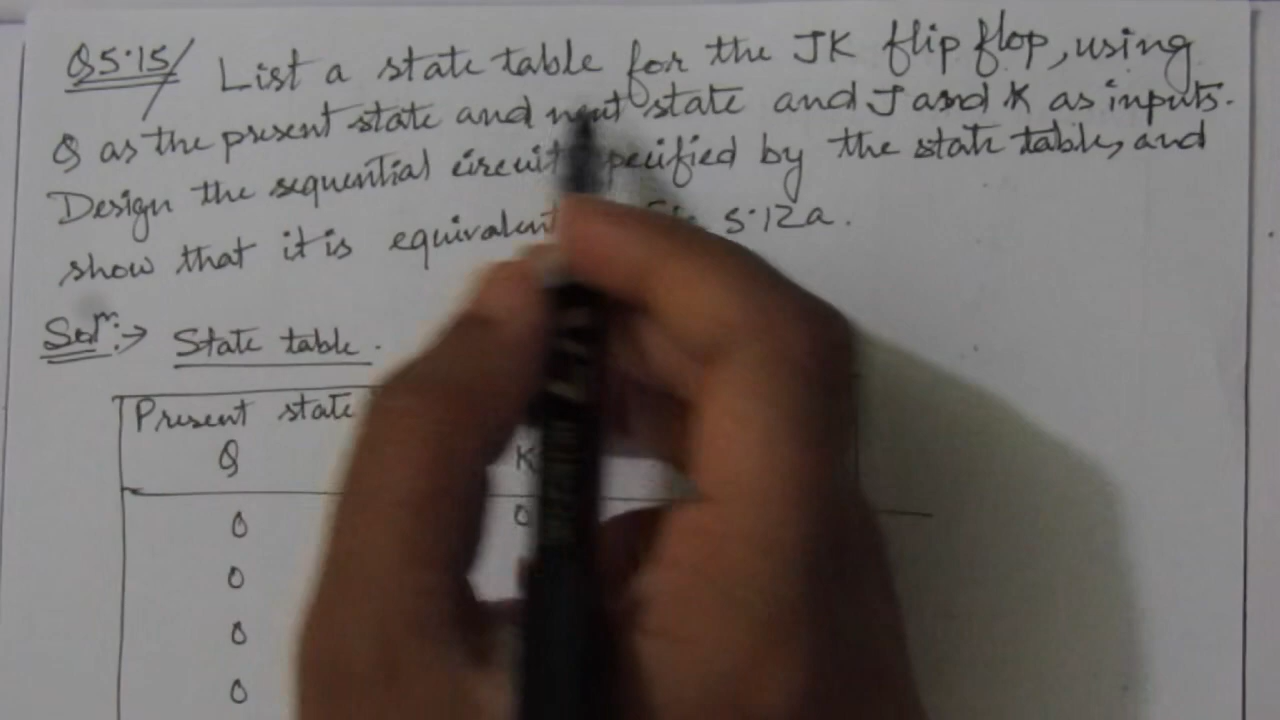 Q5.15/ List a state table for the JK flip flop, using
Q as the present state and next state and J and K as inputs.
Design the sequential circuit specified by the state table, and
show that it is equivalent 5.12a.
Solⁿ:→ State table.
Present state
Q K
0 0
0
0
0